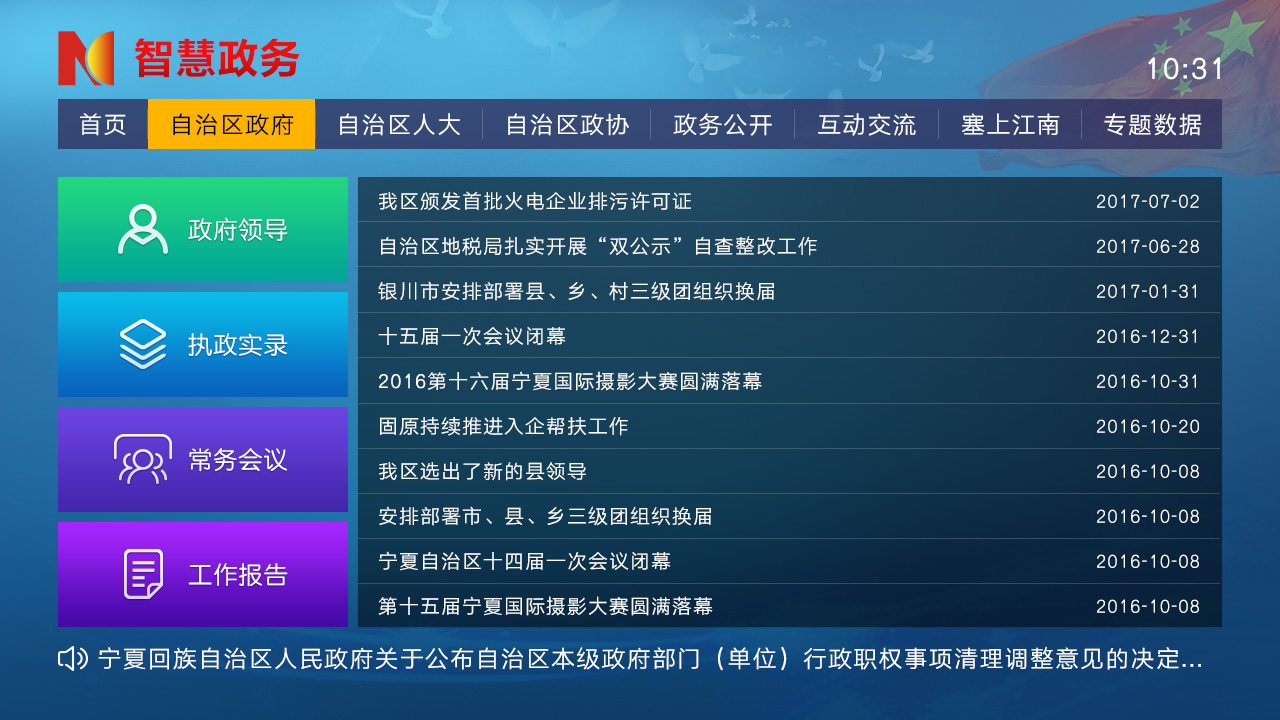 智慧政务
10:31
首页 自治区政府 自治区人大 自治区政协 政务公开 互动交流 塞上江南 专题数据
政府领导
执政实录
常务会议
工作报告
我区颁发首批火电企业排污许可证 2017-07-02
自治区地税局扎实开展“双公示”自查整改工作 2017-06-28
银川市安排部署县、乡、村三级团组织换届 2017-01-31
十五届一次会议闭幕 2016-12-31
2016第十六届宁夏国际摄影大赛圆满落幕 2016-10-31
固原持续推进入企帮扶工作 2016-10-20
我区选出了新的县领导 2016-10-08
安排部署市、县、乡三级团组织换届 2016-10-08
宁夏自治区十四届一次会议闭幕 2016-10-08
第十五届宁夏国际摄影大赛圆满落幕 2016-10-08
宁夏回族自治区人民政府关于公布自治区本级政府部门（单位）行政职权事项清理调整意见的决定...